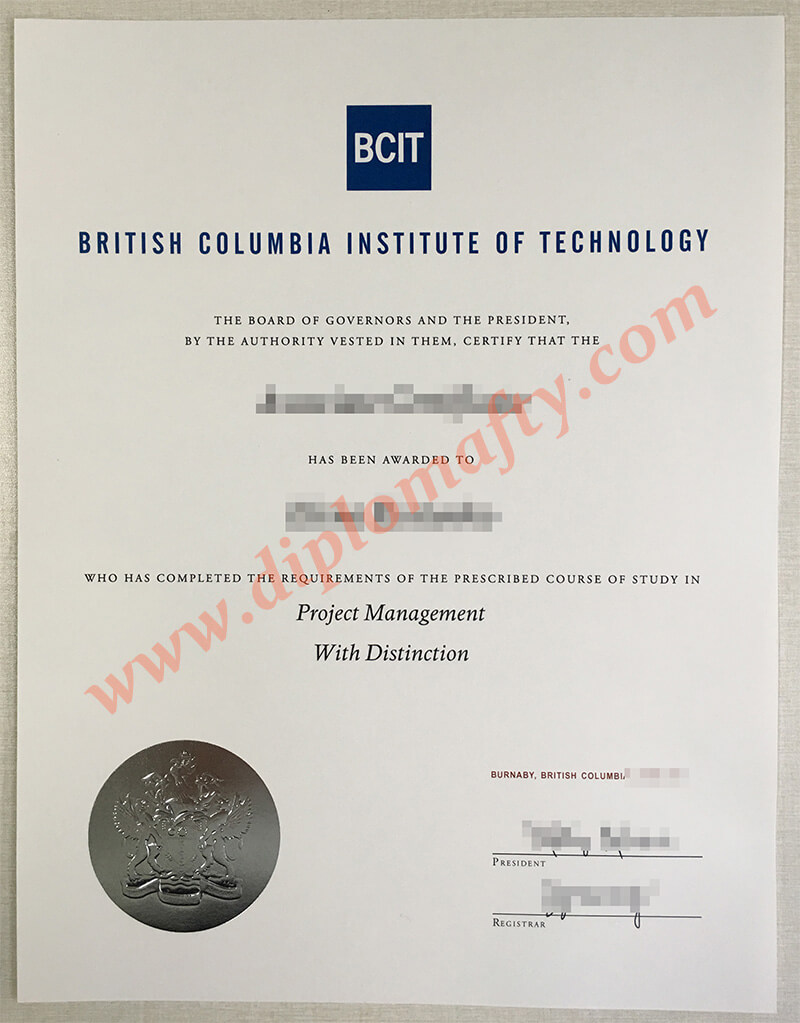 BCIT
BRITISH COLUMBIA INSTITUTE OF TECHNOLOGY
THE BOARD OF GOVERNORS AND THE PRESIDENT,
BY THE AUTHORITY VESTED IN THEM, CERTIFY THAT THE
HAS BEEN AWARDED TO
WHO HAS COMPLETED THE REQUIREMENTS OF THE PRESCRIBED COURSE OF STUDY IN
Project Management
With Distinction
www.diplomafty.com
BURNABY, BRITISH COLUMBIA
PRESIDENT
REGISTRAR